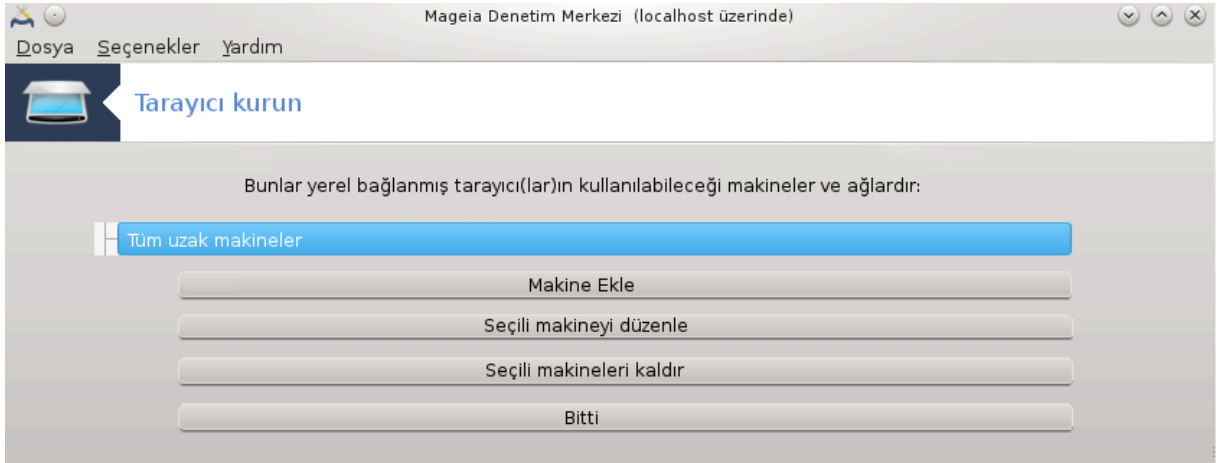 Mageia Denetim Merkezi (localhost üzerinde)
Dosya Seçenekler Yardım
Tarayıcı kurun
Bunlar yerel bağlanmış tarayıcı(lar)ın kullanılabileceği makineler ve ağlardır:
Tüm uzak makineler
Makine Ekle
Seçili makineyi düzenle
Seçili makineleri kaldır
Bitti